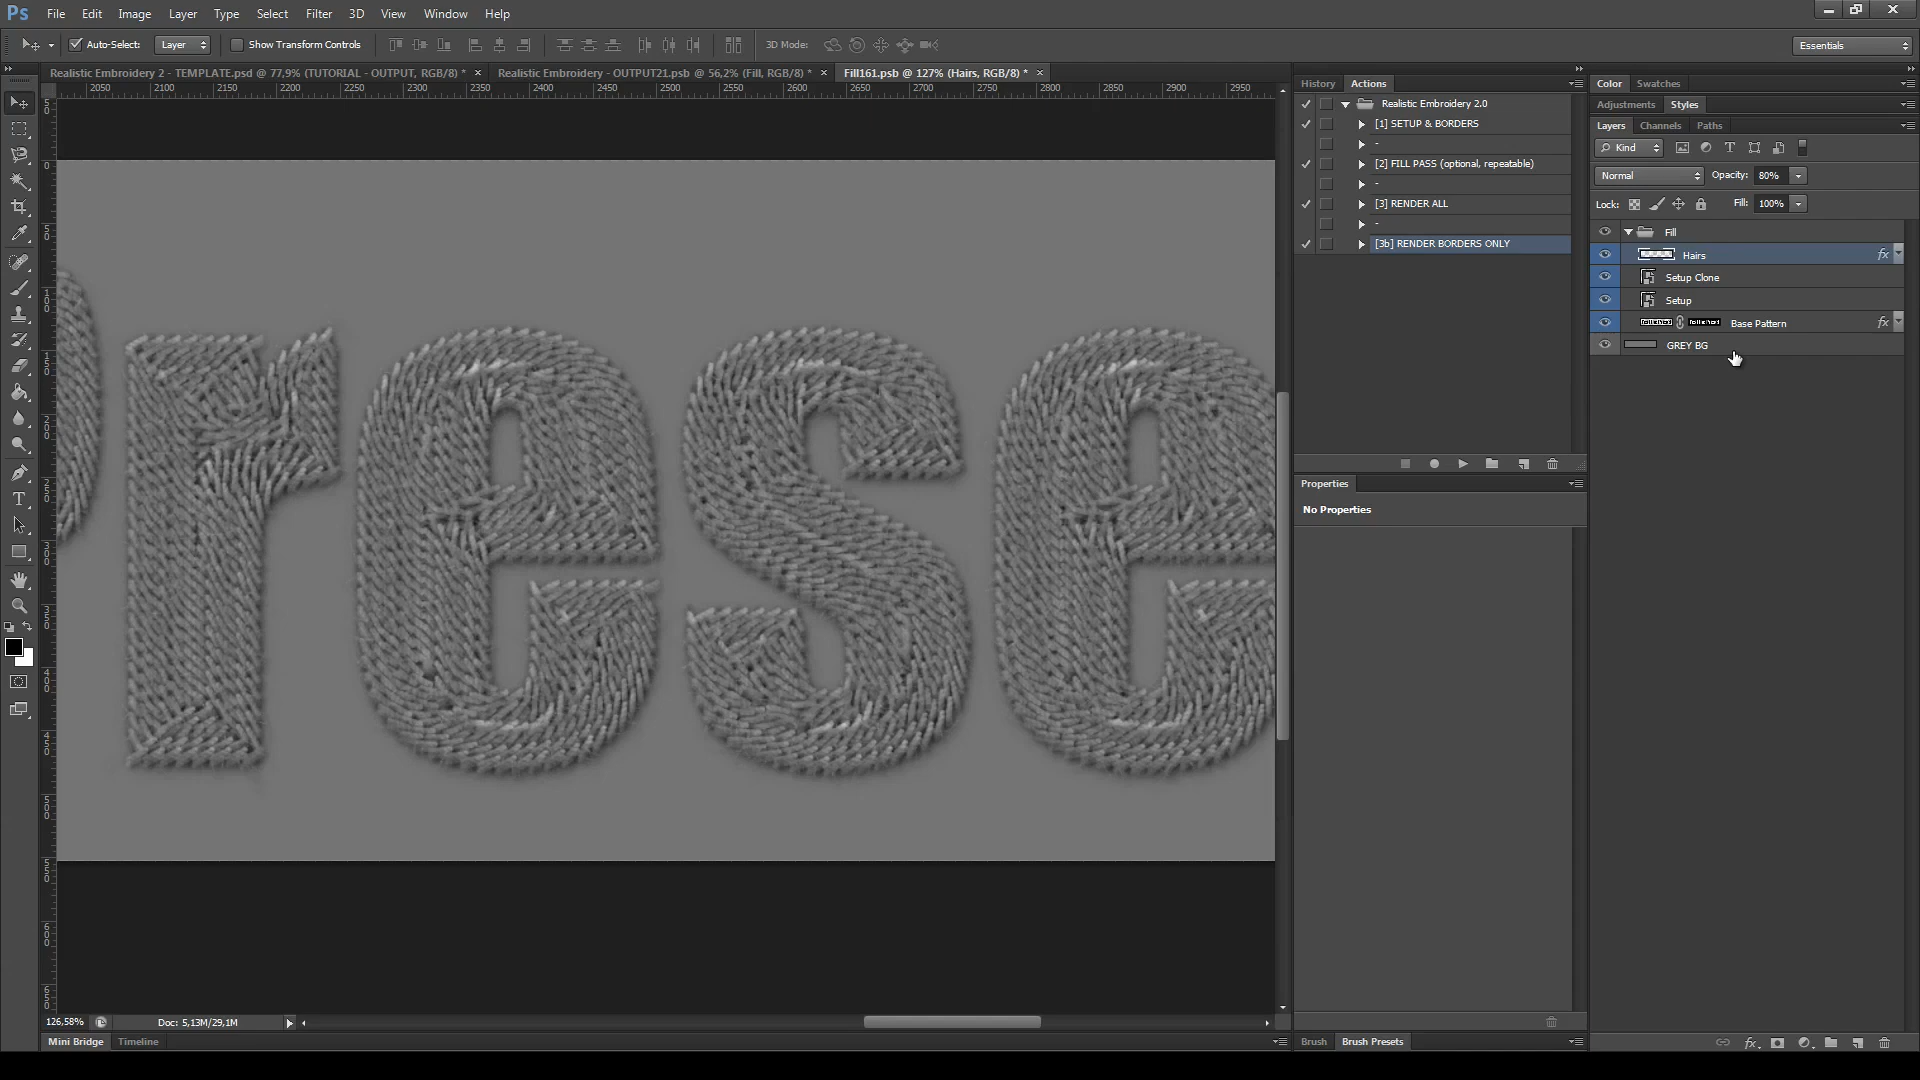 Ps File Edit Image Layer Type Select Filter 3D View Window Help
Auto-Select: Layer Show Transform Controls 3D Mode: Essentials
Realistic Embroidery 2 - TEMPLATE.psd @ 77,9% (TUTORIAL - OUTPUT, RGB/8) * × Realistic Embroidery - OUTPUT21.psb @ 56,2% (Fill, RGB/8) * × Fill161.psb @ 127% (Hairs, RGB/8) * ×
2050 2100 2150 2200 2250 2300 2350 2400 2450 2500 2550 2600 2650 2700 2750 2800 2850 2900 2950
History Actions
Realistic Embroidery 2.0
[1] SETUP & BORDERS
-
[2] FILL PASS (optional, repeatable)
-
[3] RENDER ALL
-
[3b] RENDER BORDERS ONLY
Properties
No Properties
Color Swatches
Adjustments Styles
Layers Channels Paths
Kind
Normal Opacity: 80%
Lock: Fill: 100%
Fill
Hairs fx
Setup Clone
Setup
Base Pattern fx
GREY BG
rese
126,58% Doc: 5,13M/29,1M
Mini Bridge Timeline
Brush Brush Presets
fx